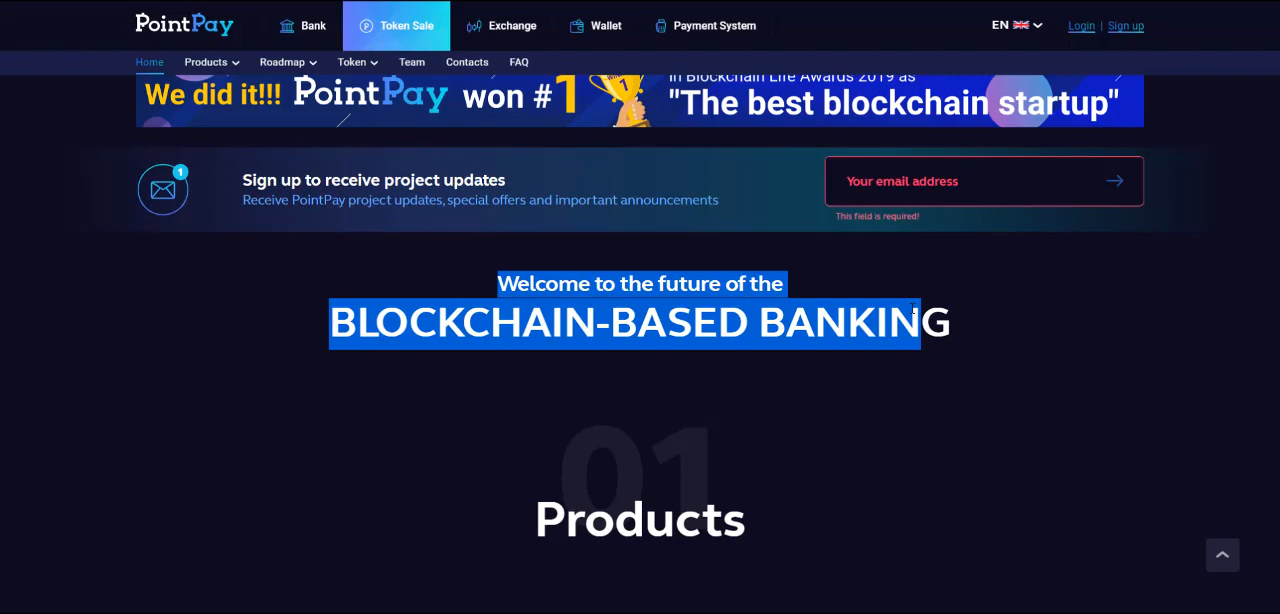 PointPay
Bank
Token Sale
Exchange
Wallet
Payment System
EN
Login | Sign up
Home
Products
Roadmap
Token
Team
Contacts
FAQ
We did it!!! PointPay won #1
in Blockchain Life Awards 2019 as
"The best blockchain startup"
1
Sign up to receive project updates
Receive PointPay project updates, special offers and important announcements
Your email address
This field is required!
Welcome to the future of the
BLOCKCHAIN-BASED BANKING
01
Products